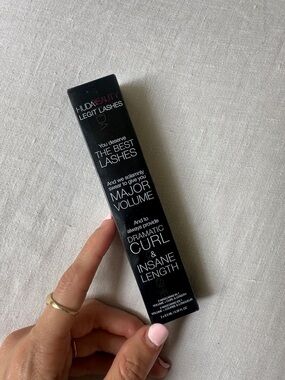 HUDABEAUTY
LEGIT LASHES
You deserve
THE BEST
LASHES
And we solemnly
swear to give you
MAJOR
VOLUME
And to
always provide
DRAMATIC
CURL
&
INSANE
LENGTH